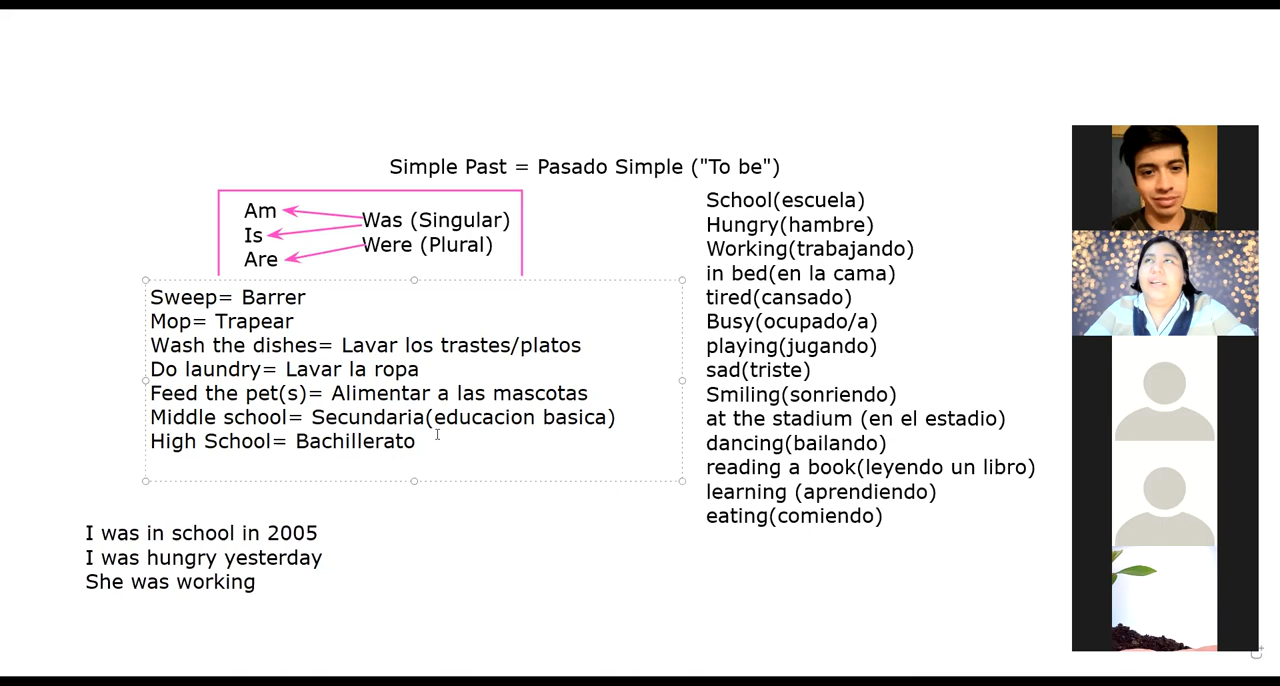 Simple Past = Pasado Simple ("To be")
Am
Is
Are
Was (Singular)
Were (Plural)
Sweep= Barrer
Mop= Trapear
Wash the dishes= Lavar los trastes/platos
Do laundry= Lavar la ropa
Feed the pet(s)= Alimentar a las mascotas
Middle school= Secundaria(educacion basica)
High School= Bachillerato
School(escuela)
Hungry(hambre)
Working(trabajando)
in bed(en la cama)
tired(cansado)
Busy(ocupado/a)
playing(jugando)
sad(triste)
Smiling(sonriendo)
at the stadium (en el estadio)
dancing(bailando)
reading a book(leyendo un libro)
learning (aprendiendo)
eating(comiendo)
I was in school in 2005
I was hungry yesterday
She was working